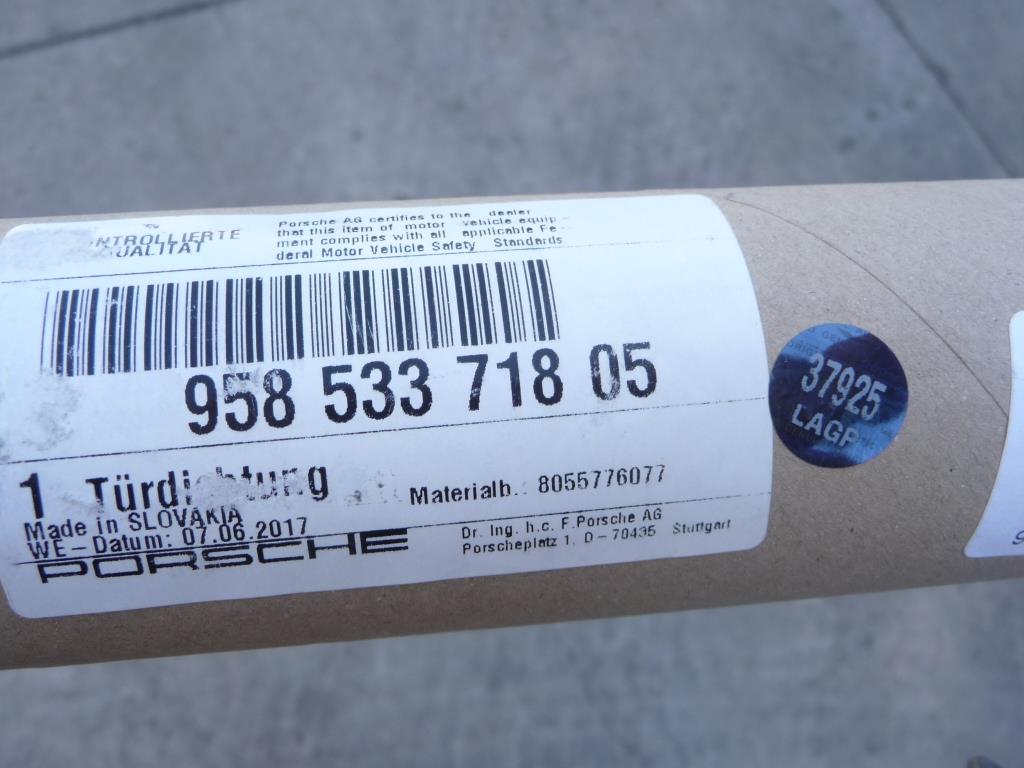 Porsche AG certifies to the dealer
that this item of motor vehicle equip-
ment complies with all applicable Fe-
deral Motor Vehicle Safety Standards
958 533 718 05
1
Materialb.: 8055776077
Made in SLOVAKIA
WE-Datum: 07.06.2017
PORSCHE
Dr. Ing. h.c. F.Porsche AG
Porscheplatz 1, D-70435 Stuttgart
37925
LAGP